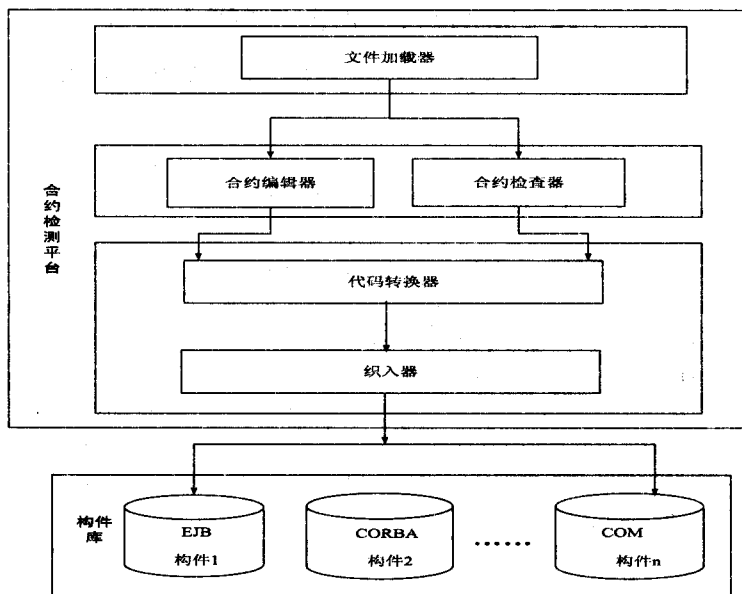 文件加载器
合约编辑器
合约检查器
合约检测平台
代码转换器
织入器
构件库
EJB
构件1
CORBA
构件2
......
COM
构件n